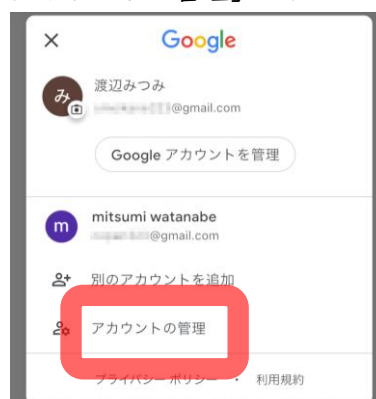 Google
み
渡辺みつみ
@gmail.com
Google アカウントを管理
m
mitsumi watanabe
@gmail.com
別のアカウントを追加
アカウントの管理
プライバシー ポリシー ・ 利用規約